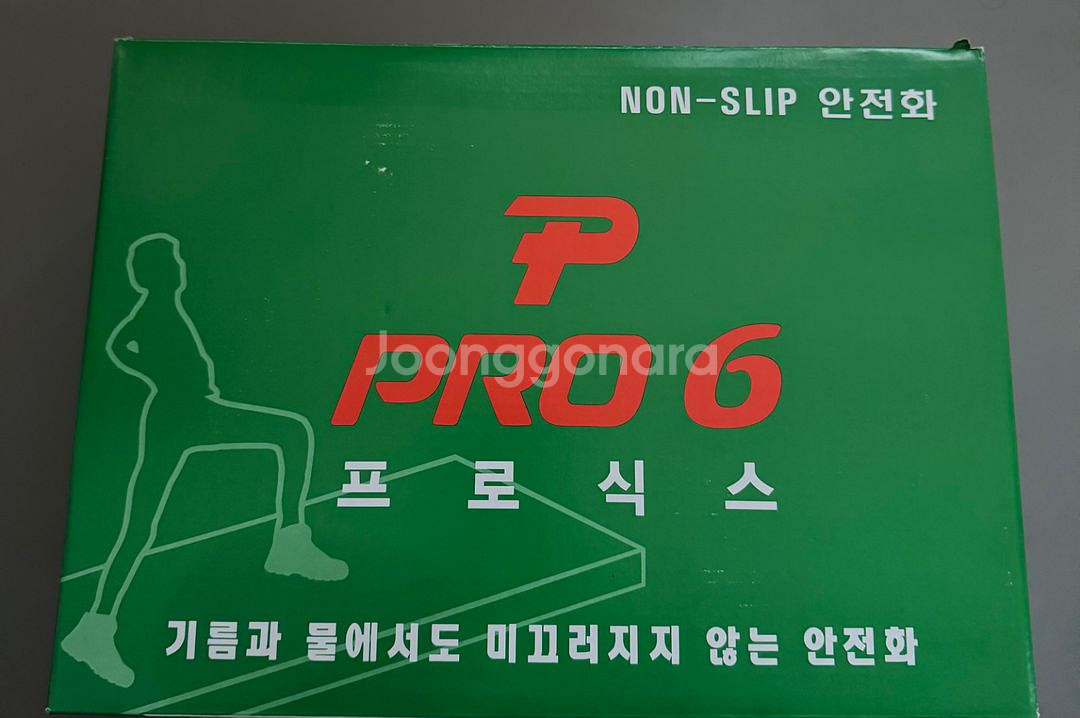 NON-SLIP 안전화
P
Joonggonara
PRO 6
프로식스
기름과 물에서도 미끄러지지 않는 안전화